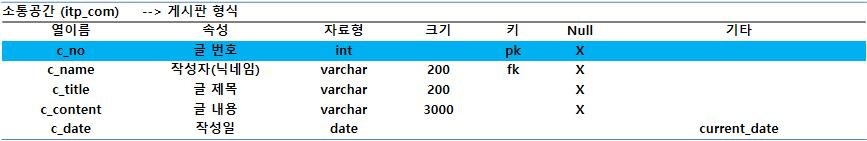 소통공간 (itp_com) --> 게시판 형식
열이름 속성 자료형 크기 키 Null 기타
c_no 글 번호 int pk X
c_name 작성자(닉네임) varchar 200 fk X
c_title 글 제목 varchar 200 X
c_content 글 내용 varchar 3000 X
c_date 작성일 date current_date